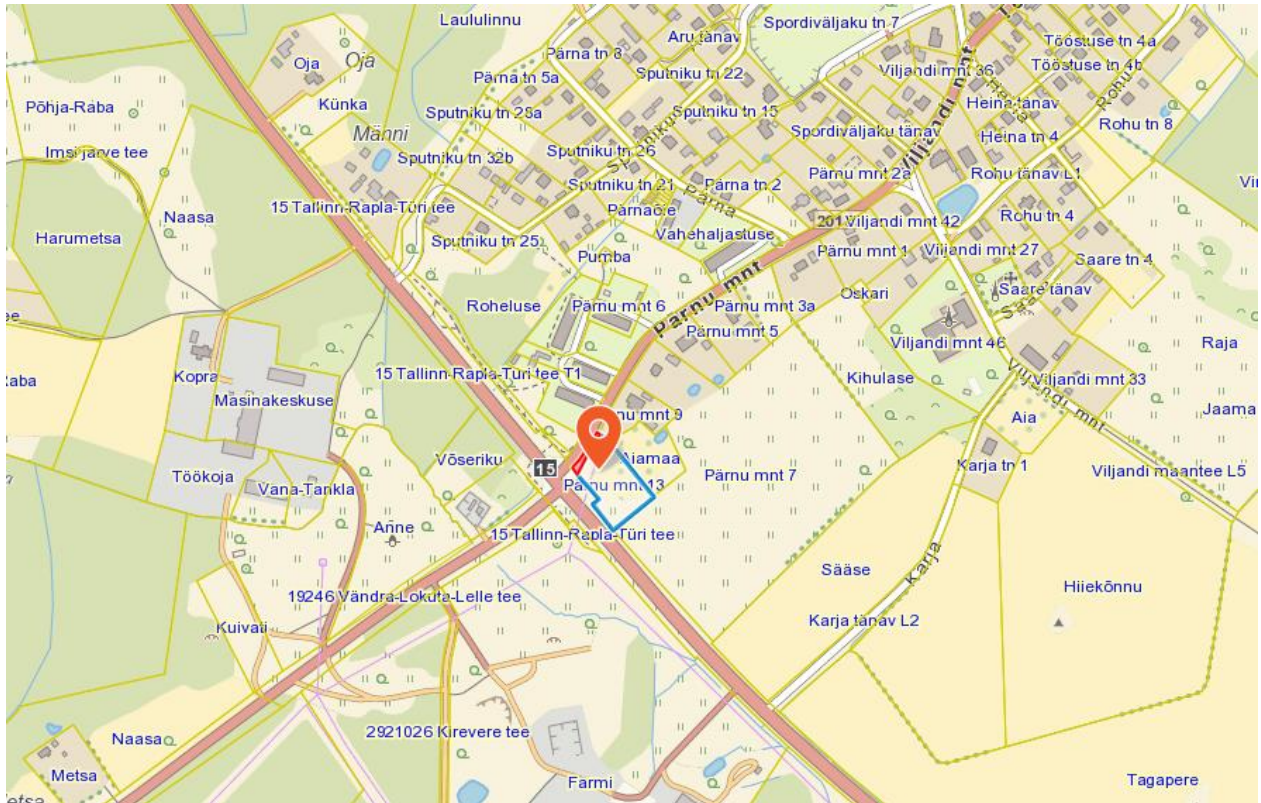 Laululinnu
Spordiväljaku tn 7
Oja
Oja
Pärna tn 8
Aru tänav
Tööstuse tn 4a
Viljandi mnt 36
Tööstuse tn 4b
Põhja-Raba
Künka
Pärna tn 5a
Sputniku tn 22
Heina tänav
Rohu
Sputniku tn 28a
Sputniku tn 15
Rohu tn 8
Männi
Spordiväljaku tänav
Viljandi mnt
Heina tn 4
Imsi järve tee
Sputniku tn 32b
Sputniku tn 26
Sputniku tn 21
Pärna tn 2
Pärnu mnt 2a
Rohu tänav L1
15 Tallinn-Rapla-Türi tee
Pärnaõie
Pärna
Naasa
201
Viljandi mnt 42
Rohu tn 4
Harumetsa
Sputniku tn 25
Vahehaljastuse
Pumba
Pärnu mnt 1
Viljandi mnt 27
Saare tn 4
Roheluse
Pärnu mnt 6
Pärnu mnt
Pärnu mnt 3a
Oskari
Saare tänav
Pärnu mnt 5
Viljandi mnt 46
Raja
Kopra
15 Tallinn-Rapla-Türi tee T1
Kihulase
Viljandi mnt 33
Masinakeskuse
Viljandi mnt
Jaama
Aia
Võseriku
15
Aiamaa
Töökoja
Vana-Tankla
Pärnu mnt 13
Pärnu mnt 7
Karja tn 1
Viljandi maantee L5
Anne
15 Tallinn-Rapla-Türi tee
Sääse
Karja
Hiiekõnnu
19246 Vändra-Lokuta-Lelle tee
Karja tänav L2
Kuivati
2921026 Kirevere tee
Naasa
Metsa
Farmi
Tagapere